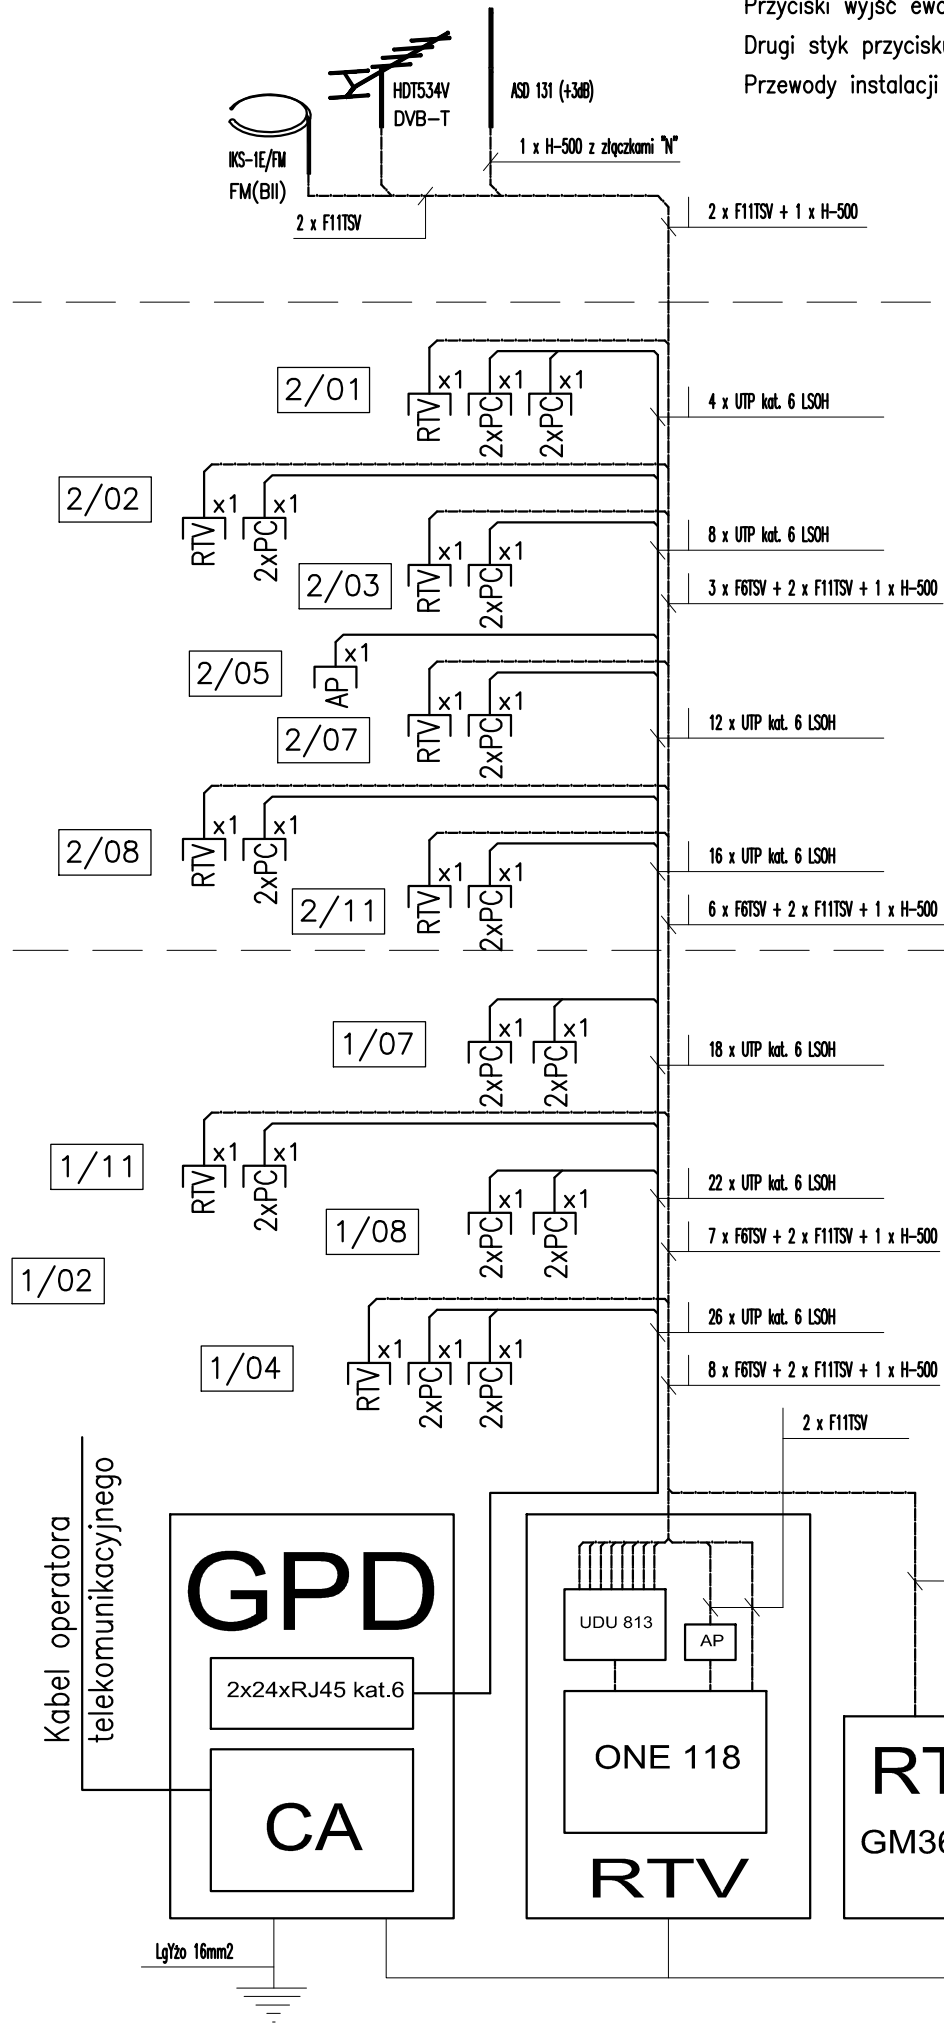 Przyciski wyjść
Drugi styk
Przewody instalacji
HDT534V
DVB-T
ASD 131 (+3dB)
1 x H-500 z złączkami "N"
IKS-1E/FM
FM(BII)
2 x F11TSV
2 x F11TSV + 1 x H-500
2/01
x1
x1
x1
RTV
2xPC
2xPC
4 x UTP kat. 6 LSOH
2/02
x1
x1
RTV
2xPC
2/03
x1
x1
RTV
2xPC
8 x UTP kat. 6 LSOH
3 x F6TSV + 2 x F11TSV + 1 x H-500
2/05
x1
AP
2/07
x1
x1
RTV
2xPC
12 x UTP kat. 6 LSOH
2/08
x1
x1
RTV
2xPC
2/11
x1
x1
RTV
2xPC
16 x UTP kat. 6 LSOH
6 x F6TSV + 2 x F11TSV + 1 x H-500
1/07
x1
x1
2xPC
2xPC
18 x UTP kat. 6 LSOH
1/11
x1
x1
RTV
2xPC
1/08
x1
x1
2xPC
2xPC
22 x UTP kat. 6 LSOH
7 x F6TSV + 2 x F11TSV + 1 x H-500
1/02
1/04
x1
x1
x1
RTV
2xPC
2xPC
26 x UTP kat. 6 LSOH
8 x F6TSV + 2 x F11TSV + 1 x H-500
2 x F11TSV
Kabel operatora
telekomunikacyjnego
GPD
2x24xRJ45 kat.6
CA
UDU 813
AP
ONE 118
RTV
LgYżo 16mm2